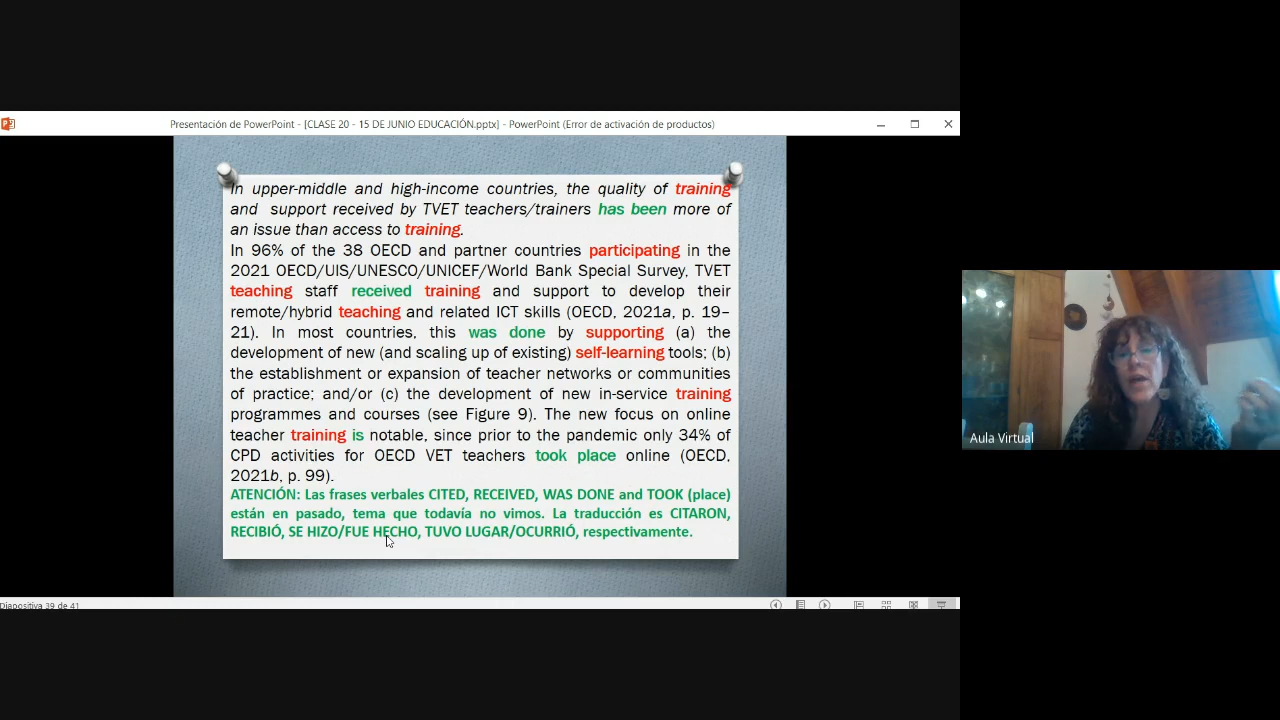 Presentación de PowerPoint - [CLASE 20 - 15 DE JUNIO EDUCACIÓN.pptx] - PowerPoint (Error de activación de productos)
In upper-middle and high-income countries, the quality of training
and support received by TVET teachers/trainers has been more of
an issue than access to training.
In 96% of the 38 OECD and partner countries participating in the
2021 OECD/UIS/UNESCO/UNICEF/World Bank Special Survey, TVET
teaching staff received training and support to develop their
remote/hybrid teaching and related ICT skills (OECD, 2021a, p. 19–
21). In most countries, this was done by supporting (a) the
development of new (and scaling up of existing) self-learning tools; (b)
the establishment or expansion of teacher networks or communities
of practice; and/or (c) the development of new in-service training
programmes and courses (see Figure 9). The new focus on online
teacher training is notable, since prior to the pandemic only 34% of
CPD activities for OECD VET teachers took place online (OECD,
2021b, p. 99).
ATENCIÓN: Las frases verbales CITED, RECEIVED, WAS DONE and TOOK (place)
están en pasado, tema que todavía no vimos. La traducción es CITARON,
RECIBIÓ, SE HIZO/FUE HECHO, TUVO LUGAR/OCURRIÓ, respectivamente.
Diapositiva 39 de 41
Aula Virtual